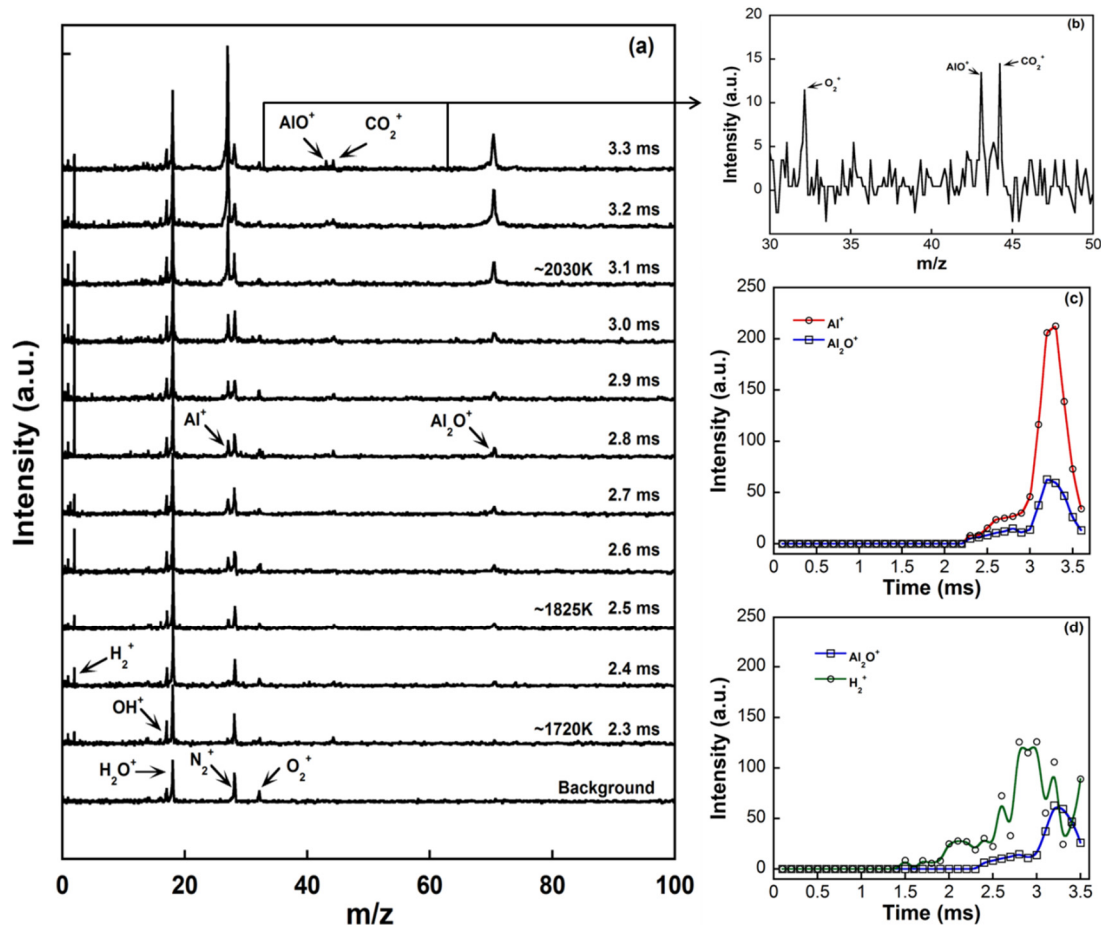 (a)
AlO⁺
CO₂⁺
3.3 ms
3.2 ms
~2030K 3.1 ms
3.0 ms
2.9 ms
Al⁺
Al₂O⁺
2.8 ms
2.7 ms
2.6 ms
~1825K 2.5 ms
H₂⁺
2.4 ms
OH⁺
~1720K 2.3 ms
H₂O⁺
N₂⁺
O₂⁺
Background
Intensity (a.u.)
0 20 40 60 80 100
m/z
(b)
25
20
15
10
5
0
O₂⁺
AlO⁺
CO₂⁺
Intensity (a.u.)
30 35 40 45 50
m/z
(c)
250
200
150
100
50
0
Al⁺
Al₂O⁺
Intensity (a.u.)
0 0.5 1 1.5 2 2.5 3 3.5
Time (ms)
(d)
250
200
150
100
50
0
Al₂O⁺
H₂⁺
Intensity (a.u.)
0 0.5 1 1.5 2 2.5 3 3.5
Time (ms)